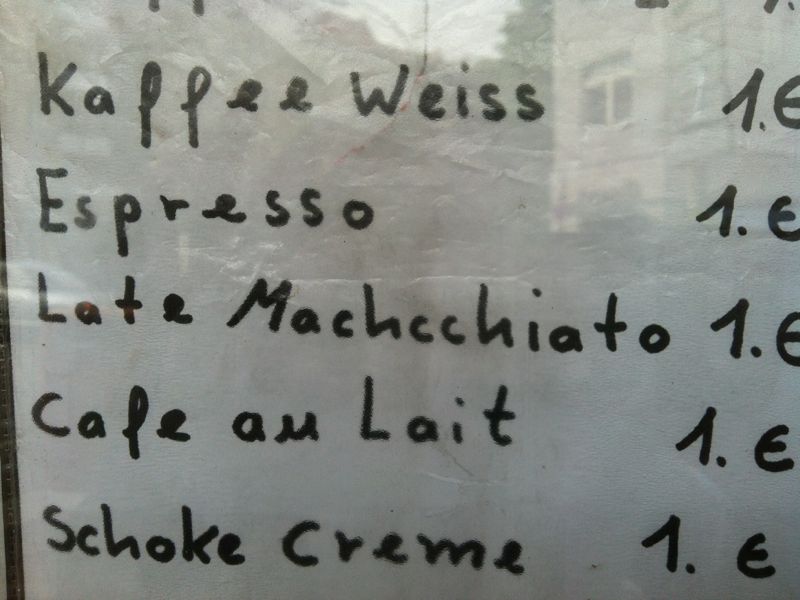 Kaffee Weiss 1.€
Espresso 1.€
Late Machcchiato 1.€
Cafe au Lait 1.€
Schoke Creme 1.€